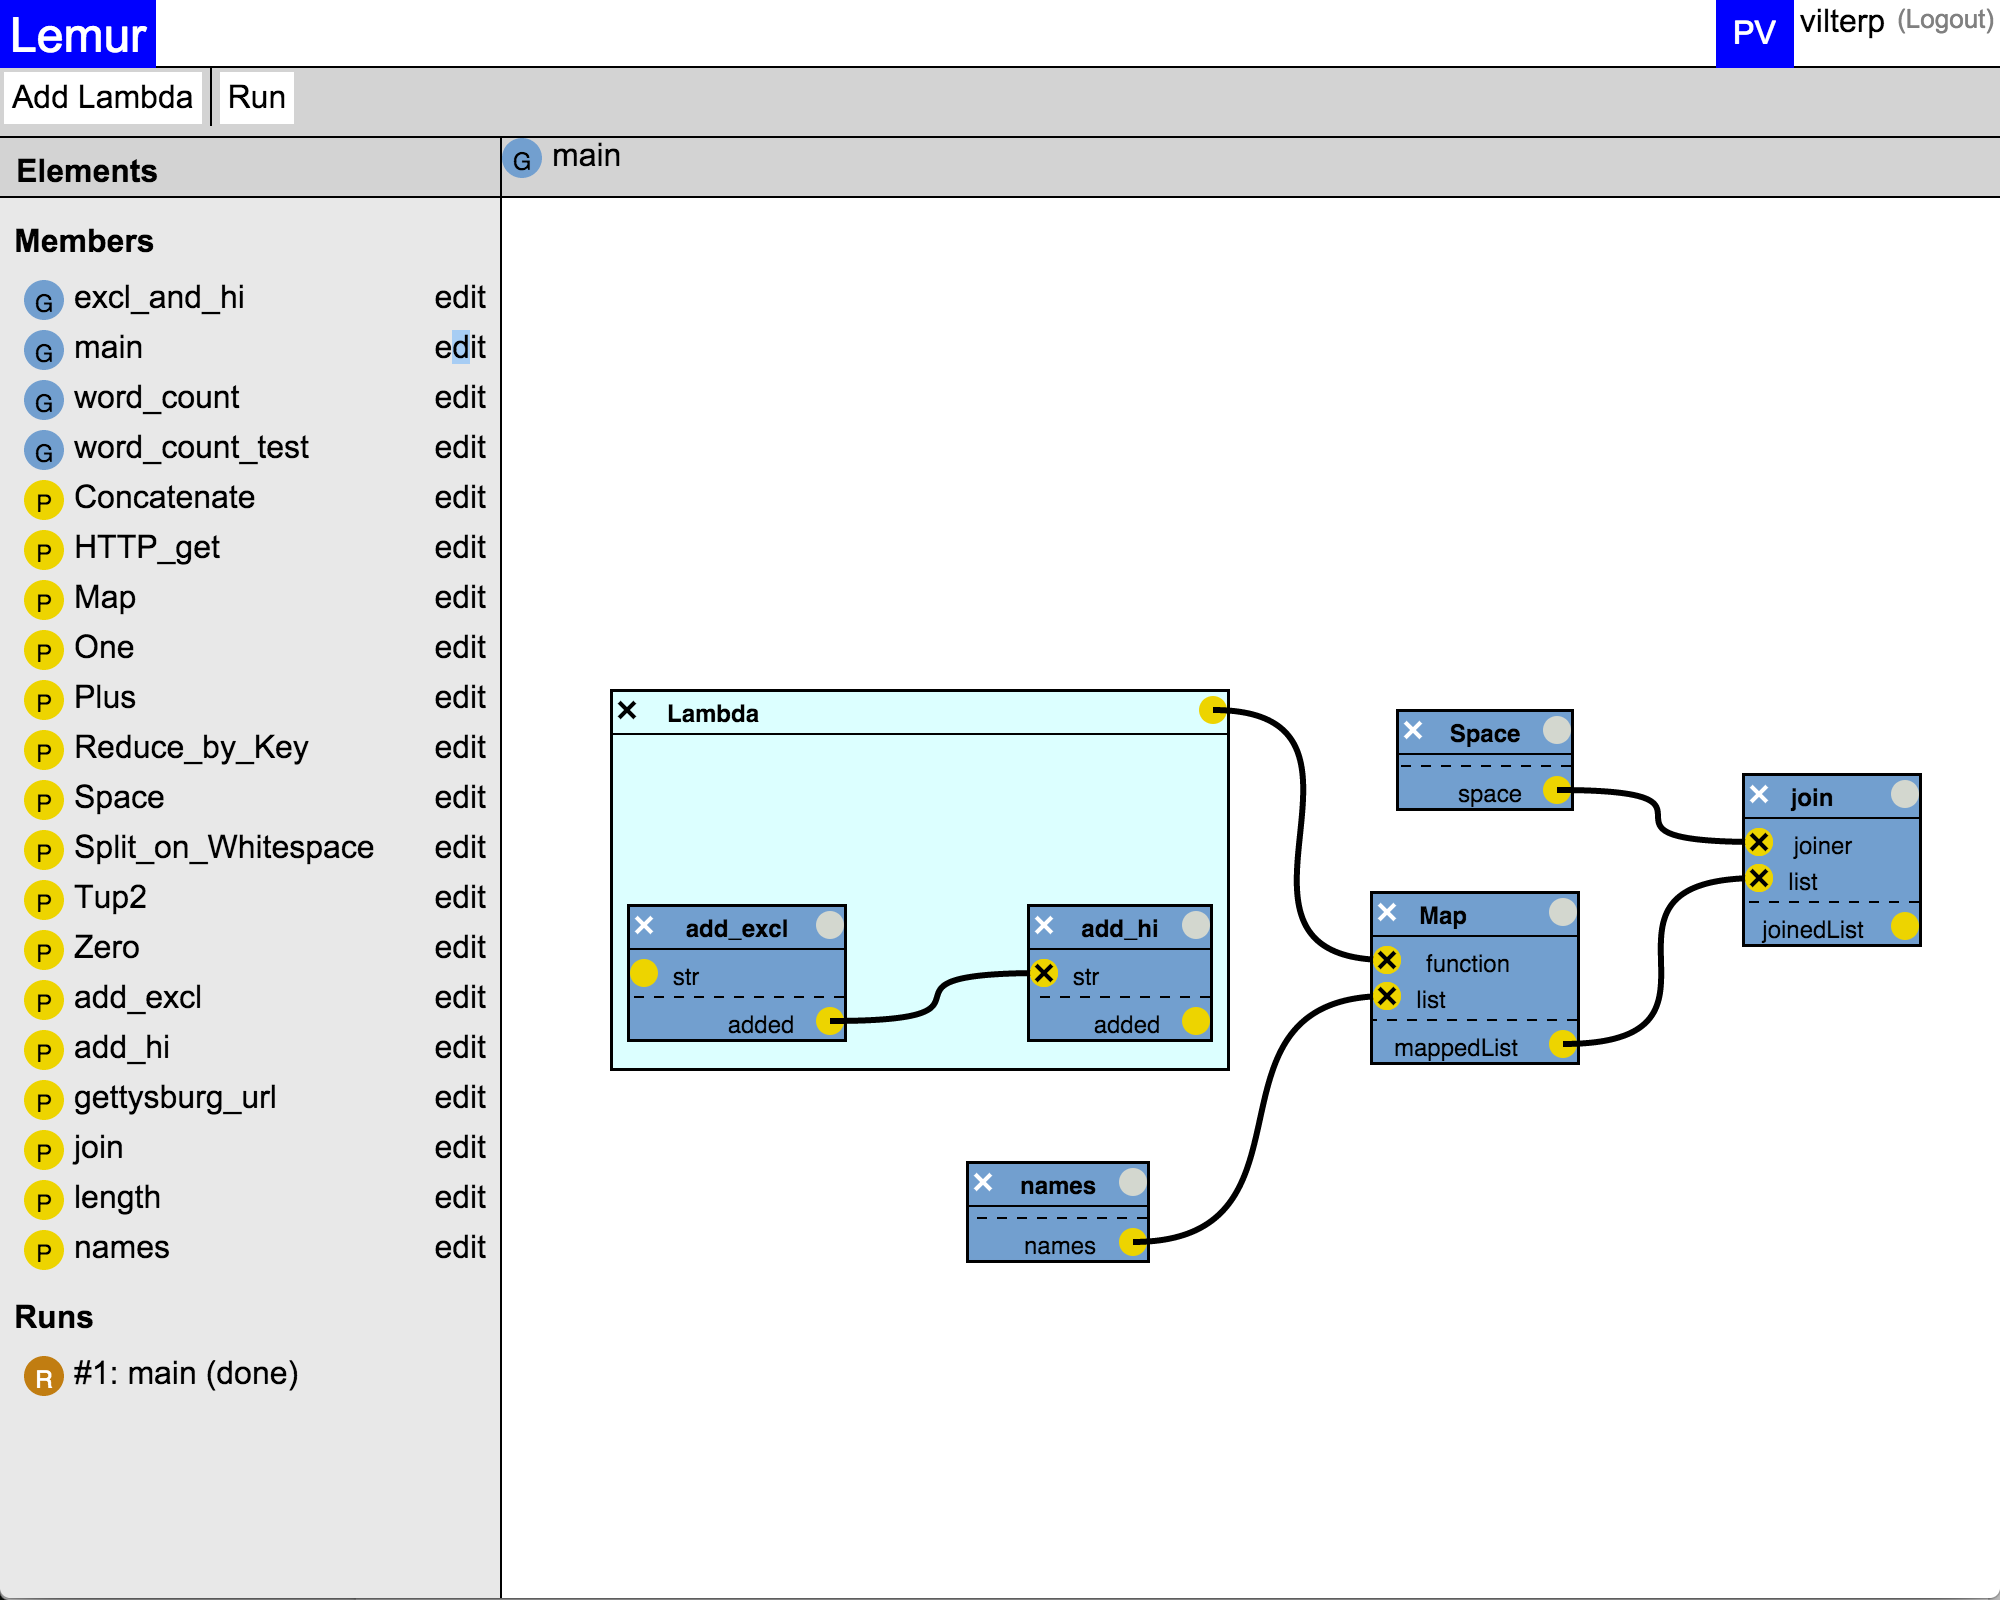 Lemur
PV vilterp (Logout)
Add Lambda Run
Elements
G main
Members
G excl_and_hi edit
G main edit
G word_count edit
G word_count_test edit
P Concatenate edit
P HTTP_get edit
P Map edit
P One edit
P Plus edit
P Reduce_by_Key edit
P Space edit
P Split_on_Whitespace edit
P Tup2 edit
P Zero edit
P add_excl edit
P add_hi edit
P gettysburg_url edit
P join edit
P length edit
P names edit
Runs
R #1: main (done)
Lambda
add_excl
str
added
add_hi
str
added
Space
space
join
joiner
list
joinedList
Map
function
list
mappedList
names
names